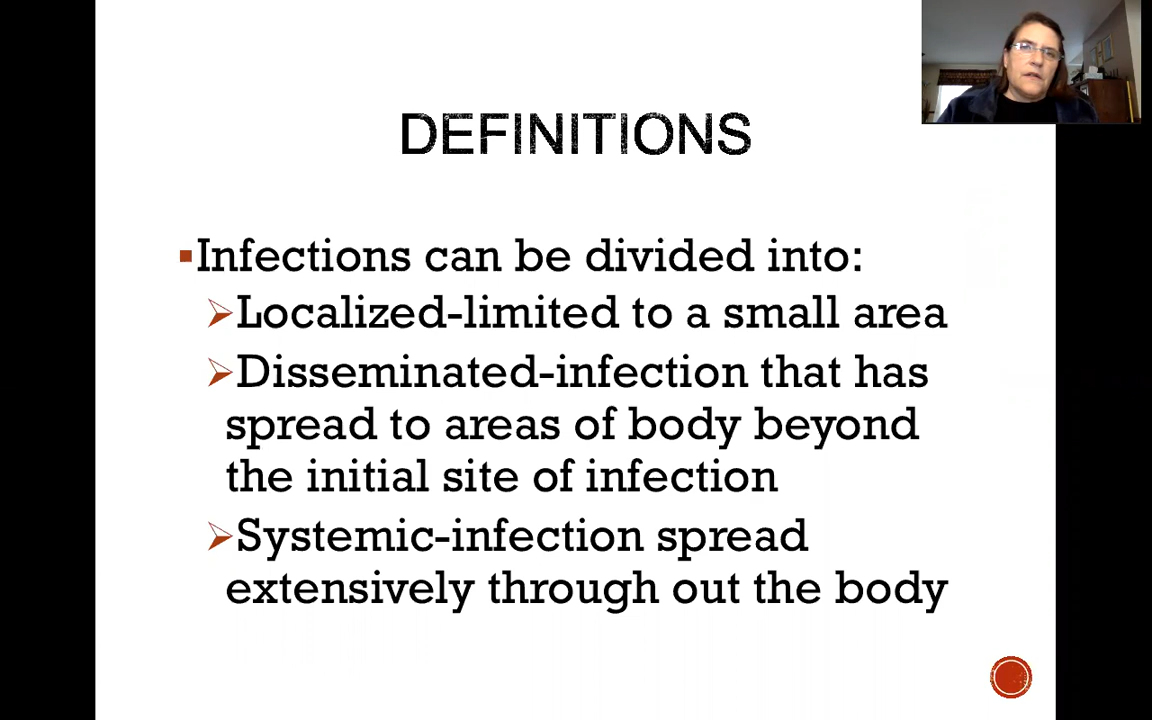 DEFINITIONS
Infections can be divided into:
Localized-limited to a small area
Disseminated-infection that has
spread to areas of body beyond
the initial site of infection
Systemic-infection spread
extensively through out the body